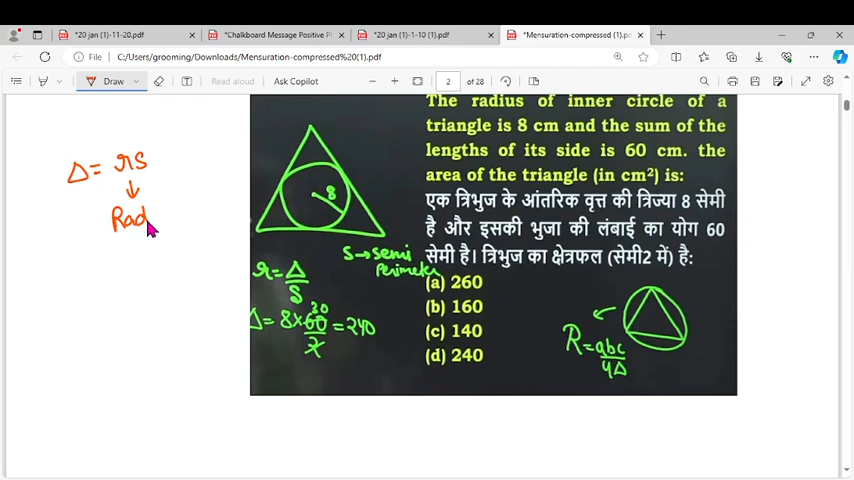 *20 jan (1)-11-20.pdf
*Chalkboard Message Positive P
*20 jan (1)-1-10 (1).pdf
*Mensuration-compressed (1).pd
File
C:/Users/grooming/Downloads/Mensuration-compressed%20(1).pdf
Draw
Read aloud
Ask Copilot
2
of 28
The radius of inner circle of a
triangle is 8 cm and the sum of the
lengths of its side is 60 cm. the
area of the triangle (in cm²) is:
एक त्रिभुज के आंतरिक वृत्त की त्रिज्या 8 सेमी
है और इसकी भुजा की लंबाई का योग 60
सेमी है। त्रिभुज का क्षेत्रफल (सेमी2 में) है:
(a) 260
(b) 160
(c) 140
(d) 240
Δ = rs
↓
Rad
8
s → semi
Perimeter
r = Δ/S
Δ = 8 × 60/2 = 240
30
R = abc/4Δ